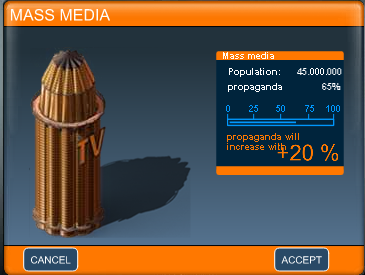 MASS MEDIA
TV
Mass media
Population: 45.000.000
propaganda 65%
0 25 50 75 100
propaganda will
increase with +20 %
CANCEL ACCEPT